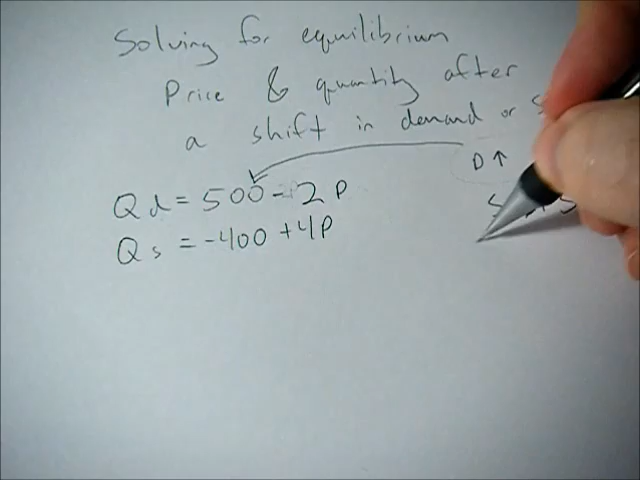 Solving for equilibrium
Price & quantity after
a shift in demand or
D ↑
Qd = 500 - 2P
Qs = -400 + 4P